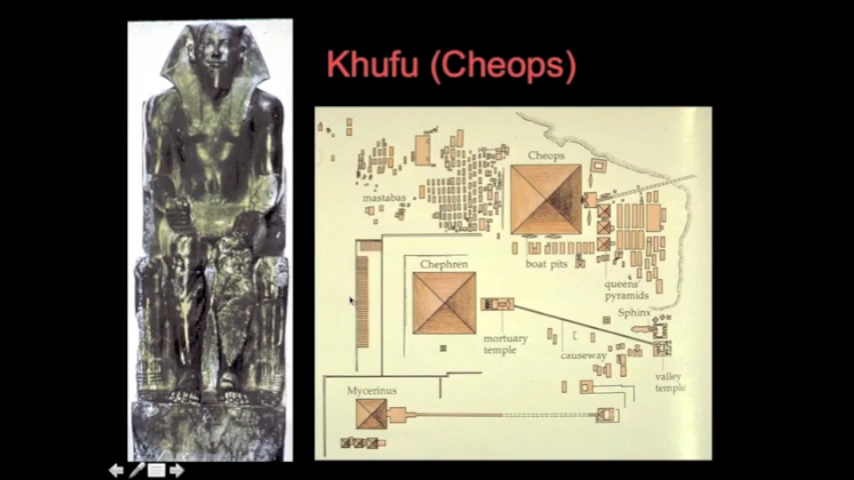 Khufu (Cheops)
Cheops
mastabas
boat pits
Chephren
queens'
pyramids
Sphinx
mortuary
temple
causeway
valley
temple
Mycerinus